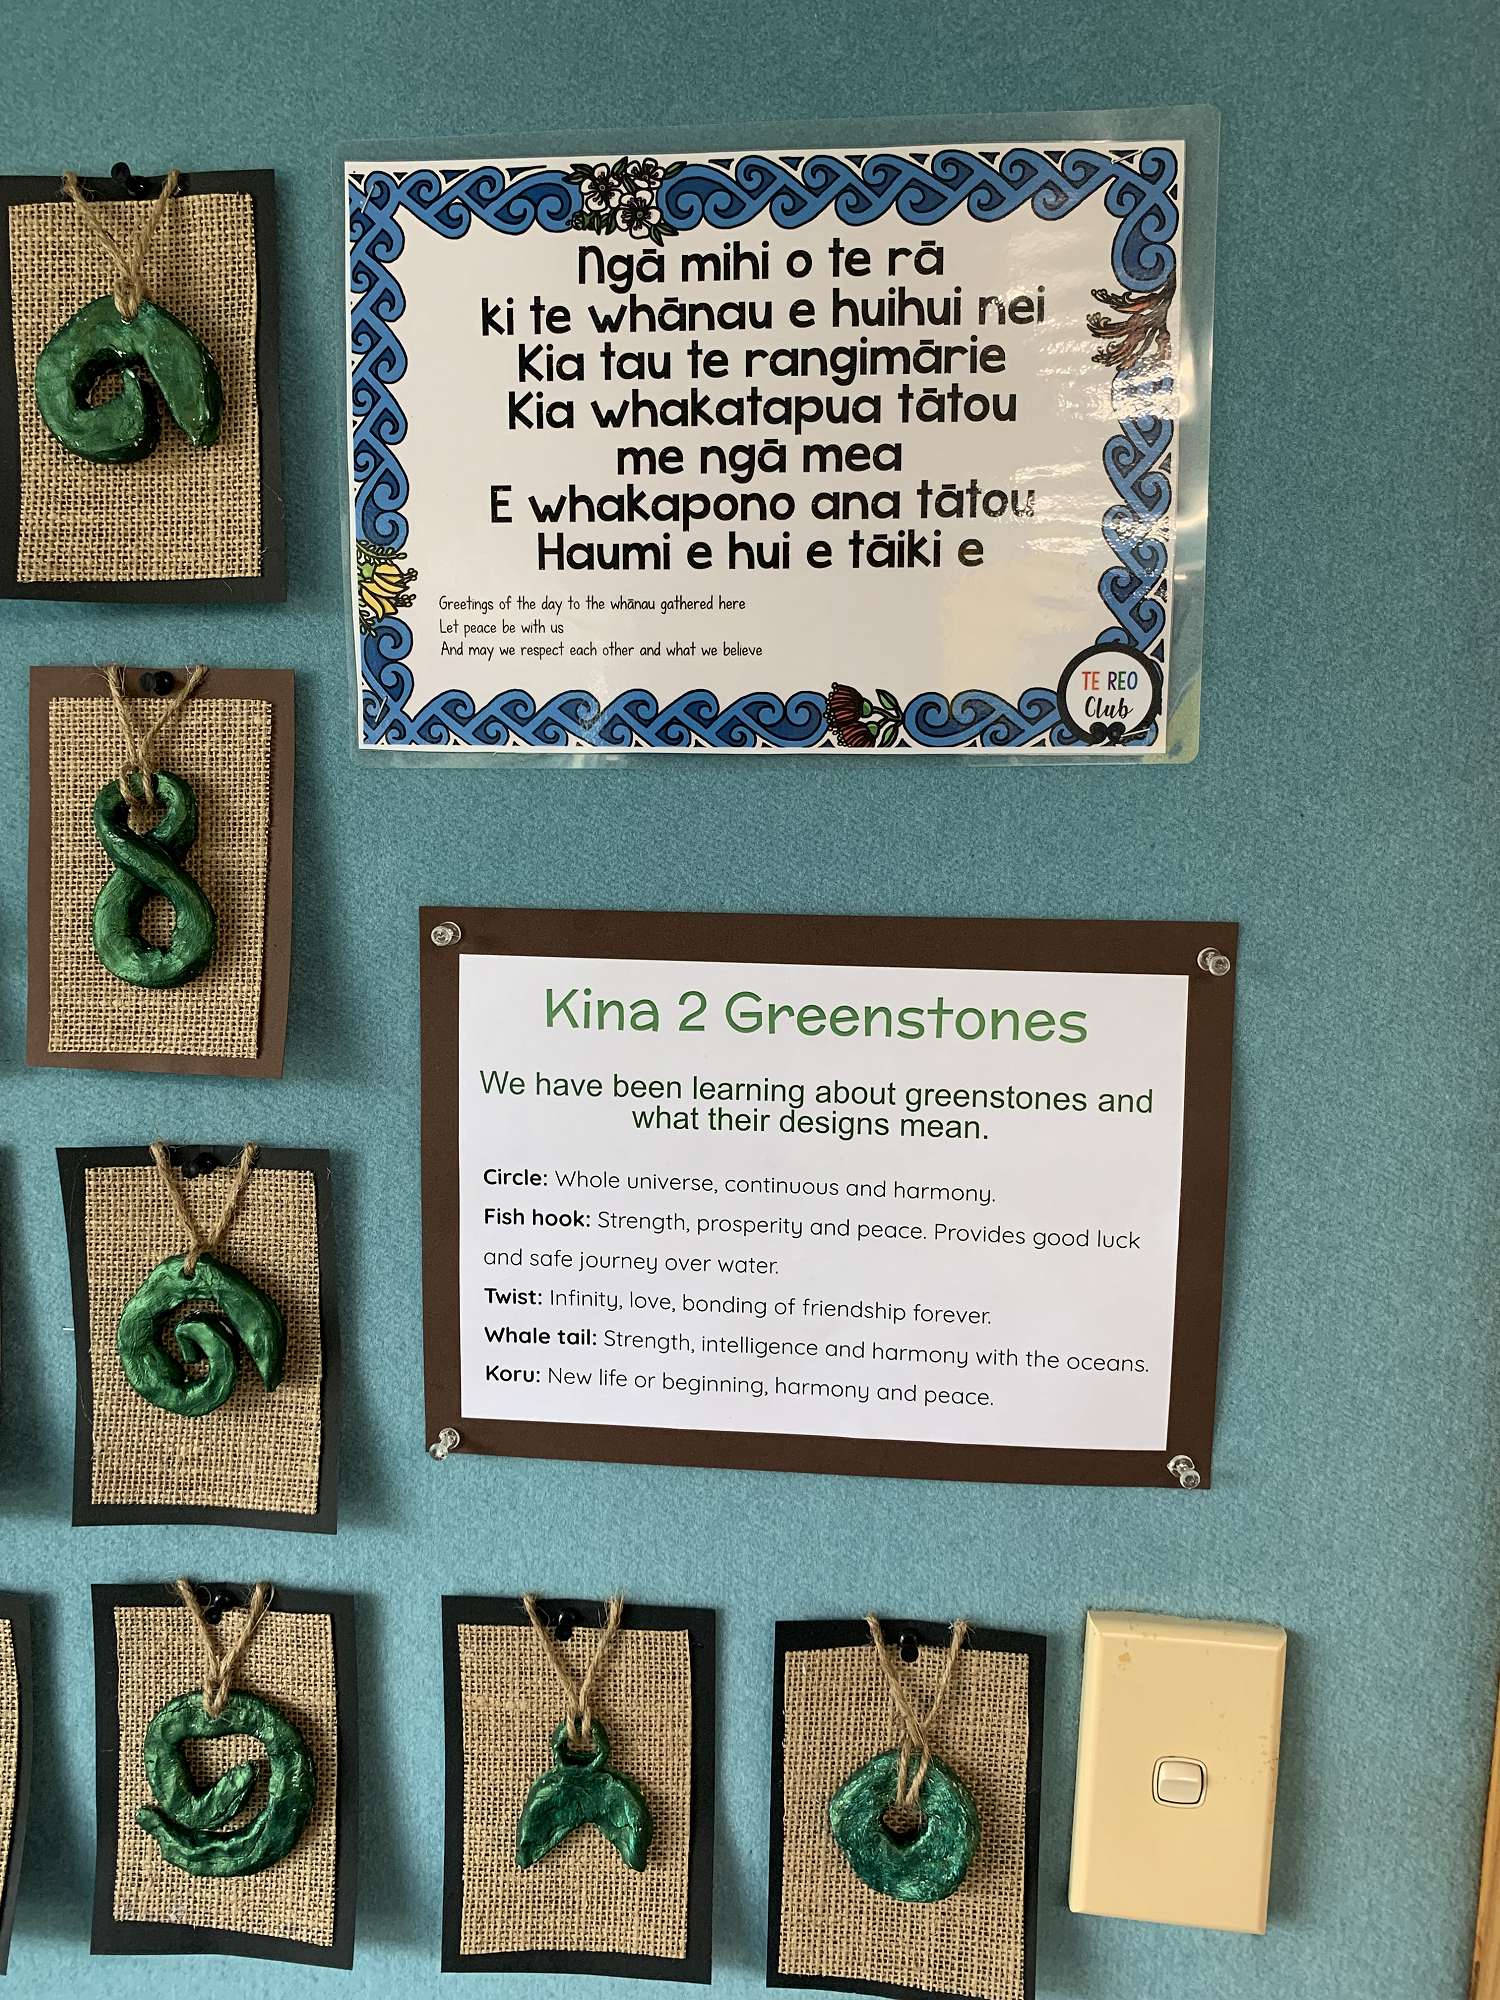 Ngā mihi o te rā
ki te whānau e huihui nei
Kia tau te rangimārie
Kia whakatapua tātou
me ngā mea
E whakapono ana tātou
Haumi e hui e tāiki e
Greetings of the day to the whānau gathered here
Let peace be with us
And may we respect each other and what we believe
TE REO
Club
Kina 2 Greenstones
We have been learning about greenstones and
what their designs mean.
Circle: Whole universe, continuous and harmony.
Fish hook: Strength, prosperity and peace. Provides good luck
and safe journey over water.
Twist: Infinity, love, bonding of friendship forever.
Whale tail: Strength, intelligence and harmony with the oceans.
Koru: New life or beginning, harmony and peace.